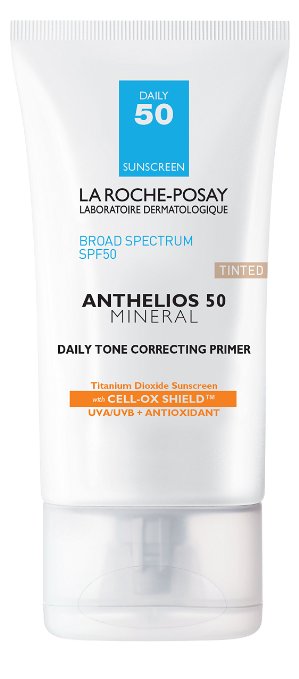 DAILY
50
SUNSCREEN
LA ROCHE-POSAY
LABORATOIRE DERMATOLOGIQUE
BROAD SPECTRUM
SPF50
TINTED
ANTHELIOS 50
MINERAL
DAILY TONE CORRECTING PRIMER
Titanium Dioxide Sunscreen
with CELL-OX SHIELD™
UVA/UVB + ANTIOXIDANT